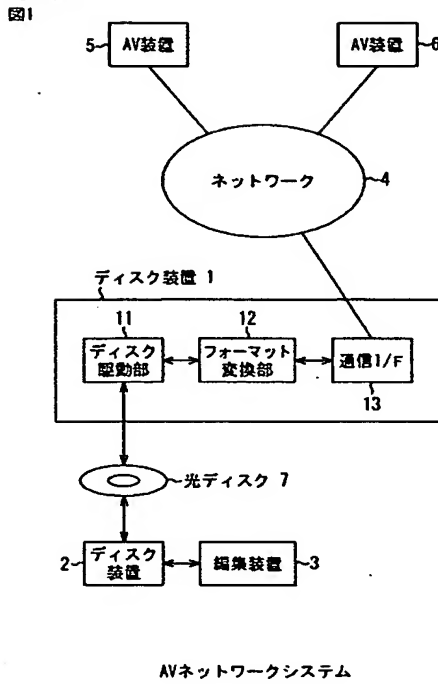 図1
5
AV装置
AV装置
6
ネットワーク
4
ディスク装置 1
11
12
ディスク
駆動部
フォーマット
変換部
通信I/F
13
光ディスク 7
2
ディスク
装置
編集装置
3
AVネットワークシステム